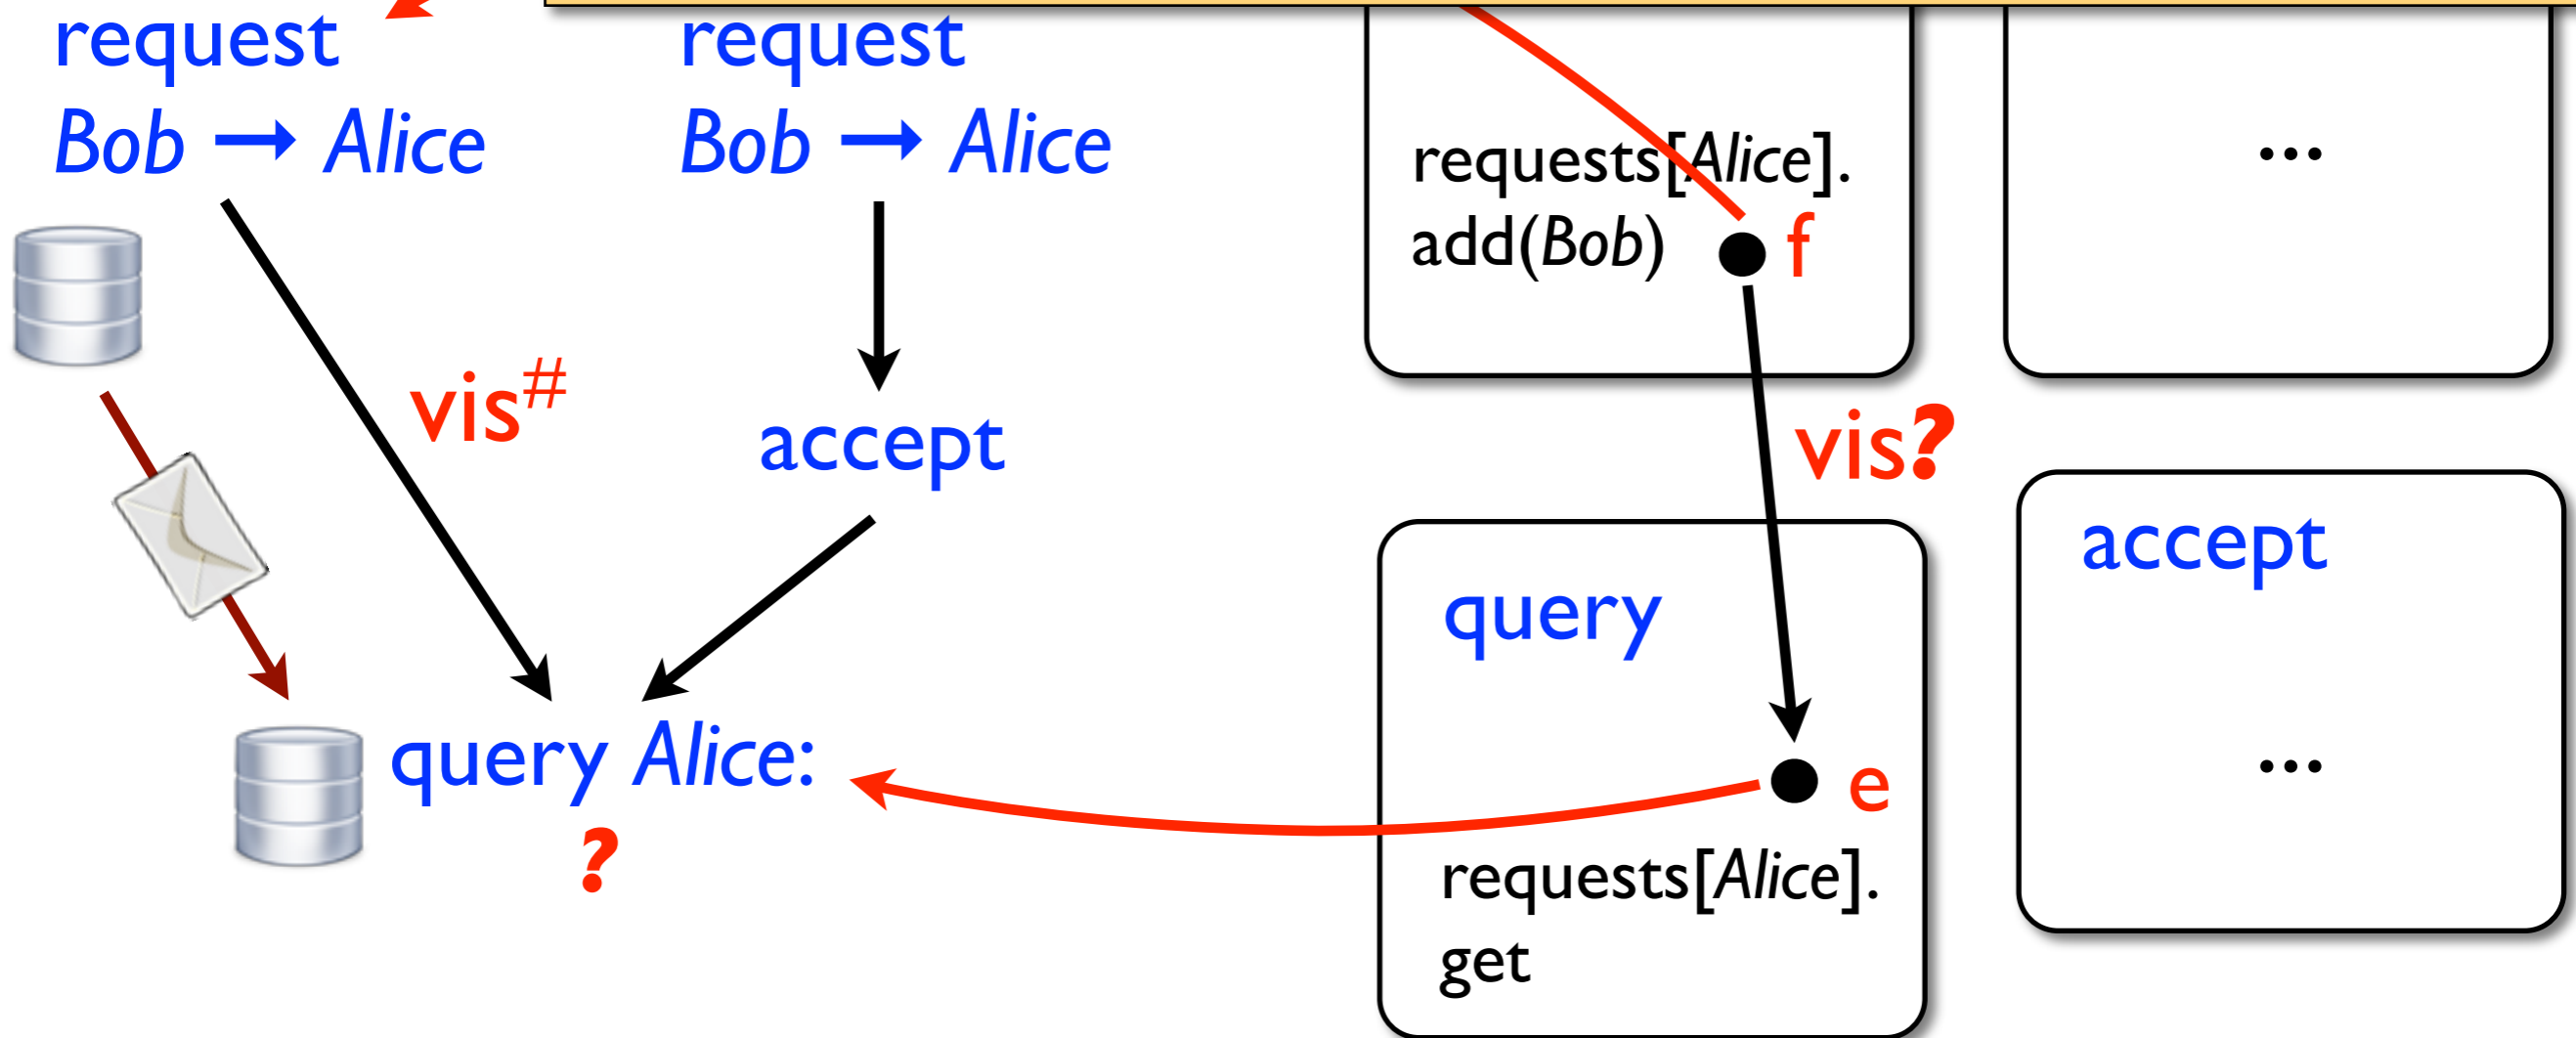 request
Bob → Alice
request
Bob → Alice
vis#
accept
query Alice:
?
requests[Alice].
add(Bob)
f
...
vis?
query
e
requests[Alice].
get
accept
...